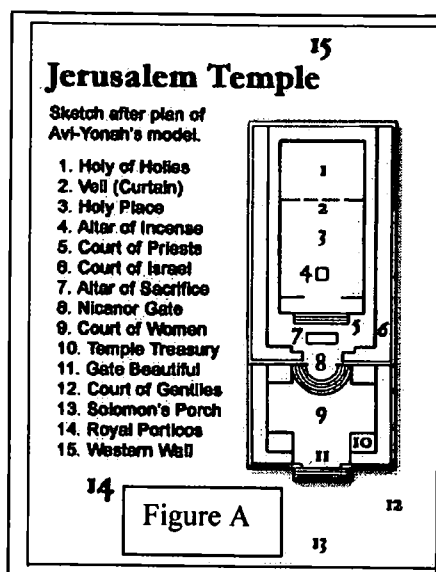 15
Jerusalem Temple
Sketch after plan of
Avi-Yonah's model.
1. Holy of Holies
2. Veil (Curtain)
3. Holy Place
4. Altar of Incense
5. Court of Priests
6. Court of Israel
7. Altar of Sacrifice
8. Nicanor Gate
9. Court of Women
10. Temple Treasury
11. Gate Beautiful
12. Court of Gentiles
13. Solomon's Porch
14. Royal Porticos
15. Western Wall
1
2
3
4
5
6
7
8
9
10
11
14
Figure A
12
13